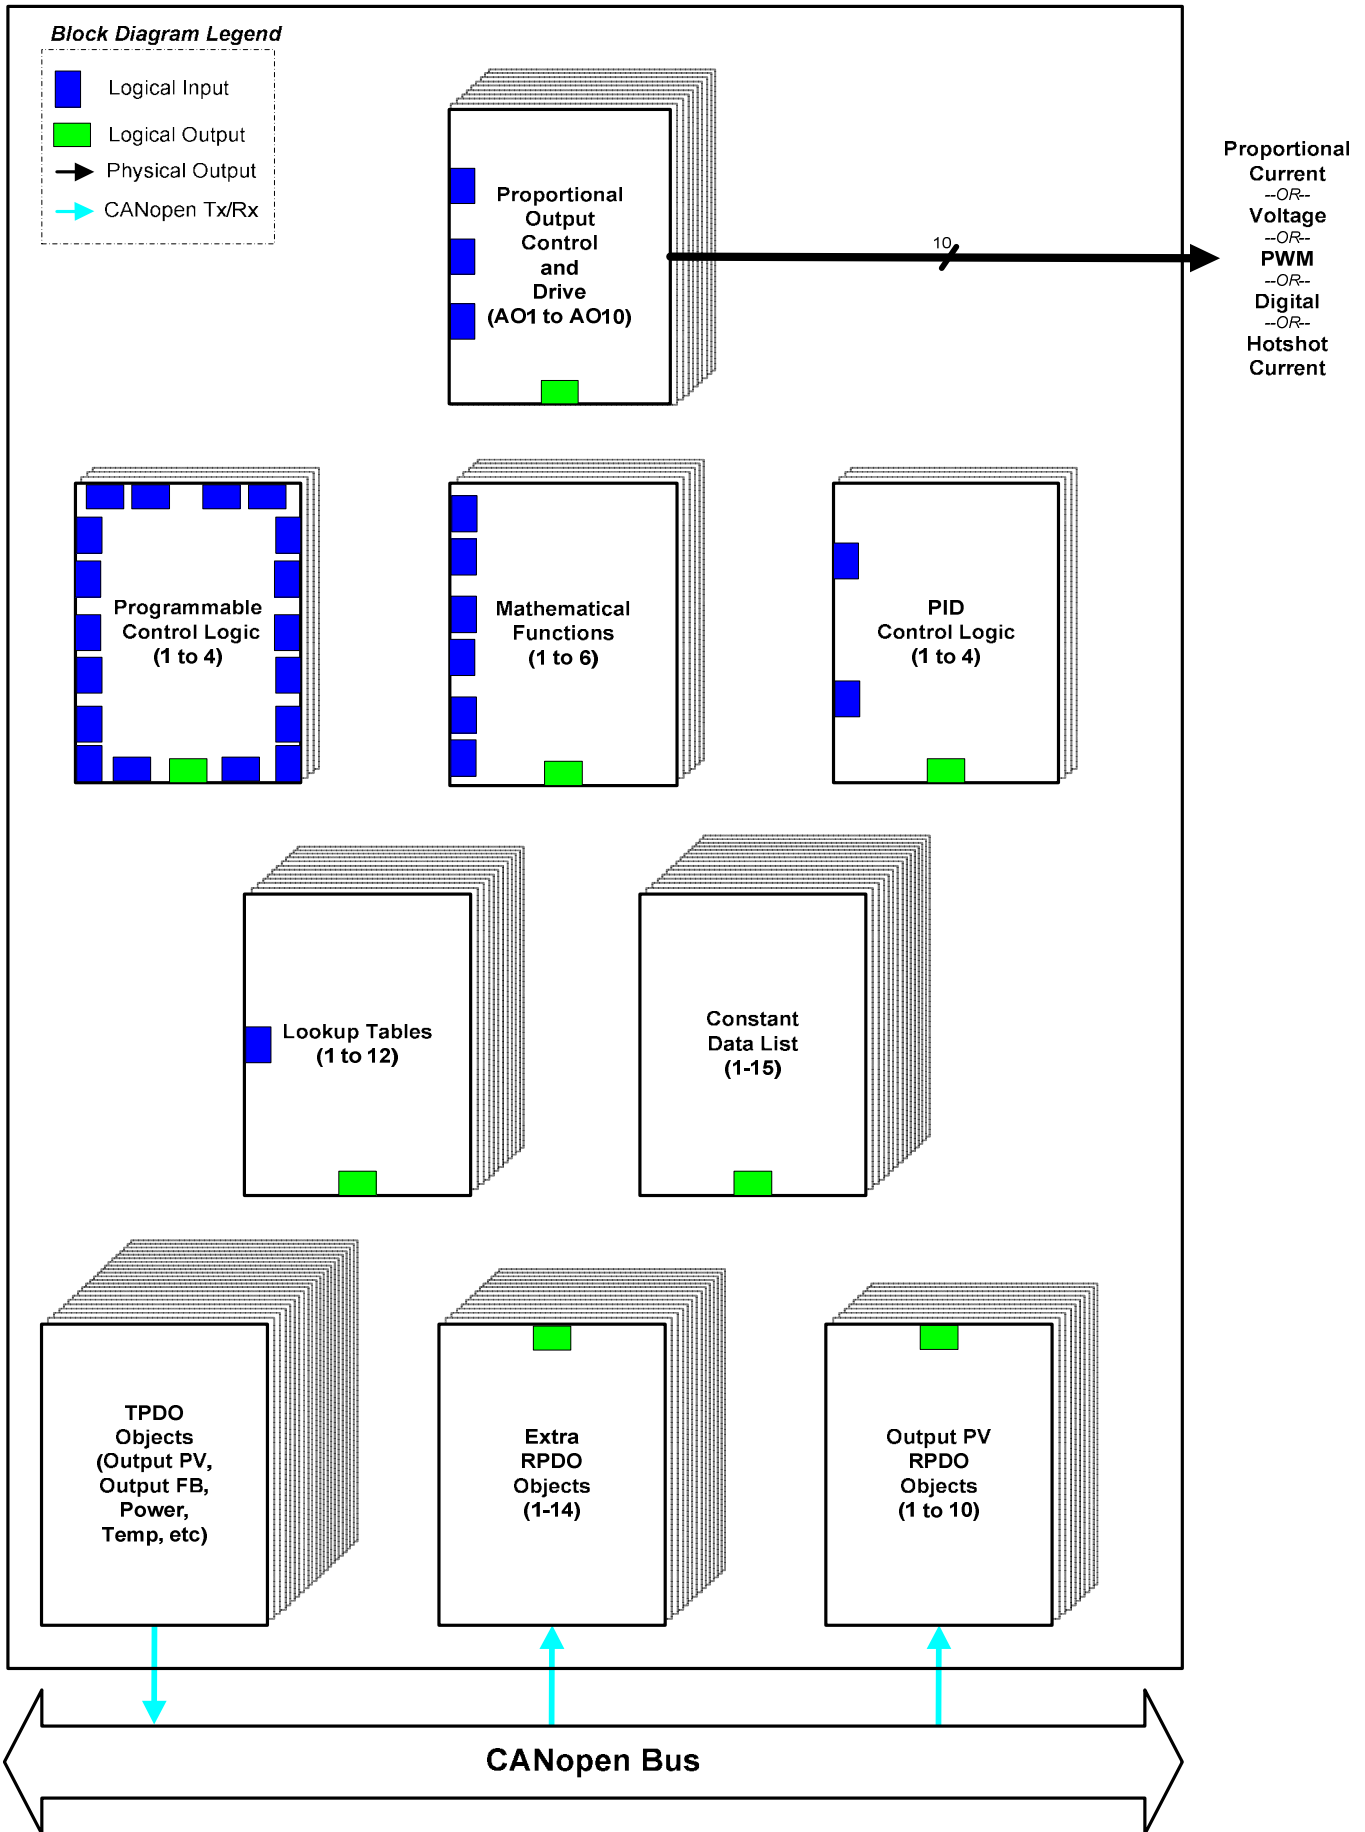 Block Diagram Legend
Logical Input
Logical Output
Physical Output
CANopen Tx/Rx
Proportional
Output
Control
and
Drive
(AO1 to AO10)
10
Proportional
Current
--OR--
Voltage
--OR--
PWM
--OR--
Digital
--OR--
Hotshot
Current
Programmable
Control Logic
(1 to 4)
Mathematical
Functions
(1 to 6)
PID
Control Logic
(1 to 4)
Lookup Tables
(1 to 12)
Constant
Data List
(1-15)
TPDO
Objects
(Output PV,
Output FB,
Power,
Temp, etc)
Extra
RPDO
Objects
(1-14)
Output PV
RPDO
Objects
(1 to 10)
CANopen Bus